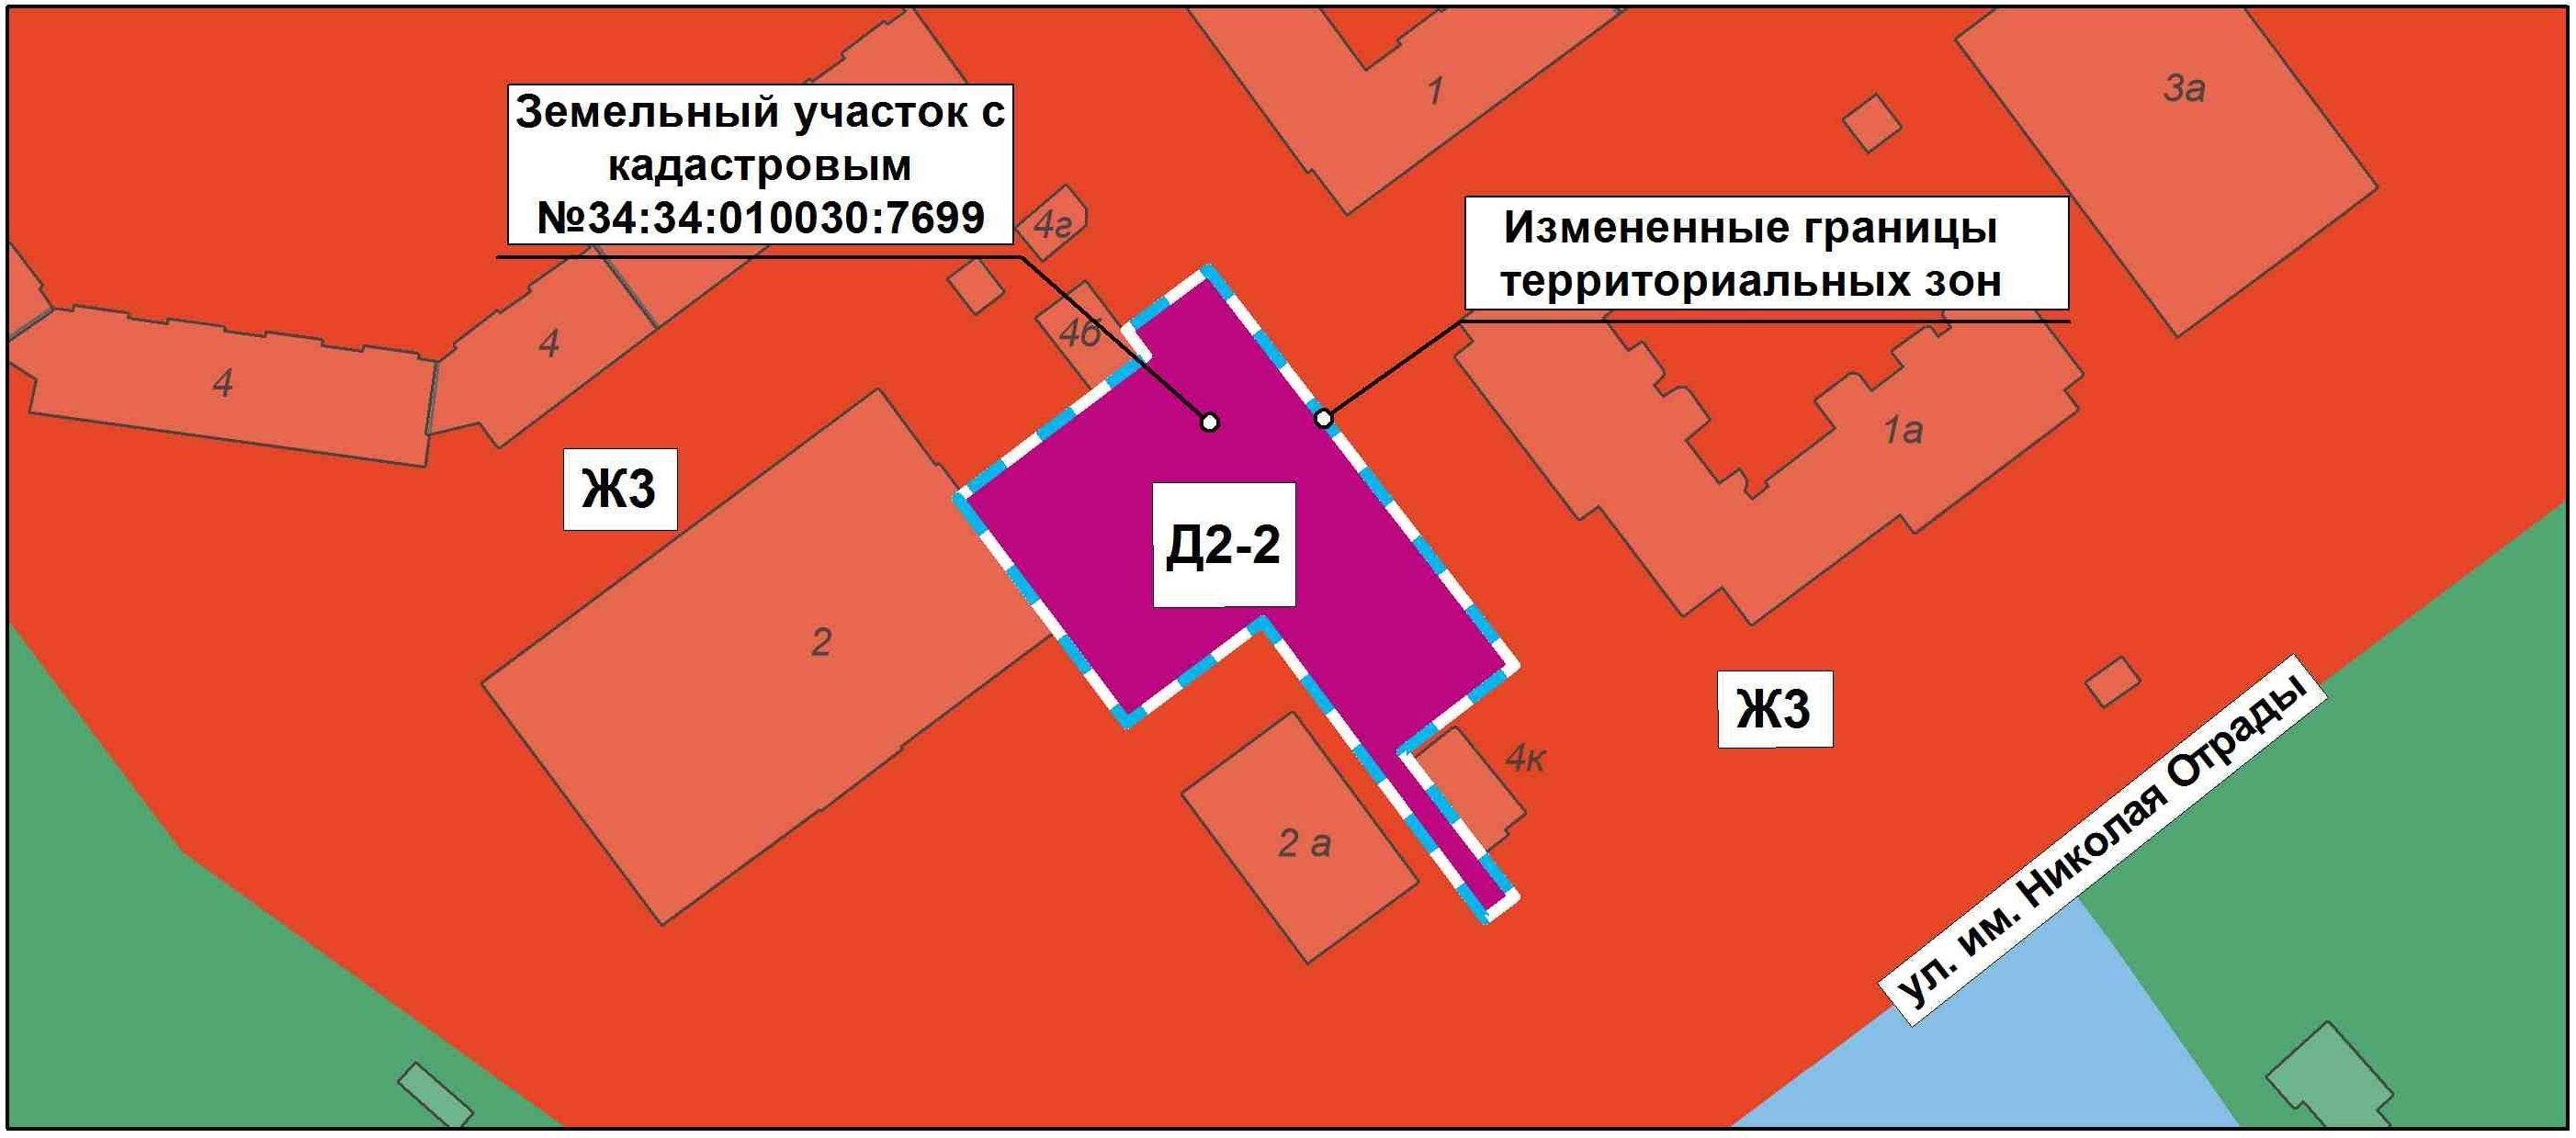 1
3а
Земельный участок с
кадастровым
№34:34:010030:7699
4г
Измененные границы
территориальных зон
4б
4
4
1а
Ж3
Д2-2
2
Ж3
4к
2 а
ул. им. Николая Отрады